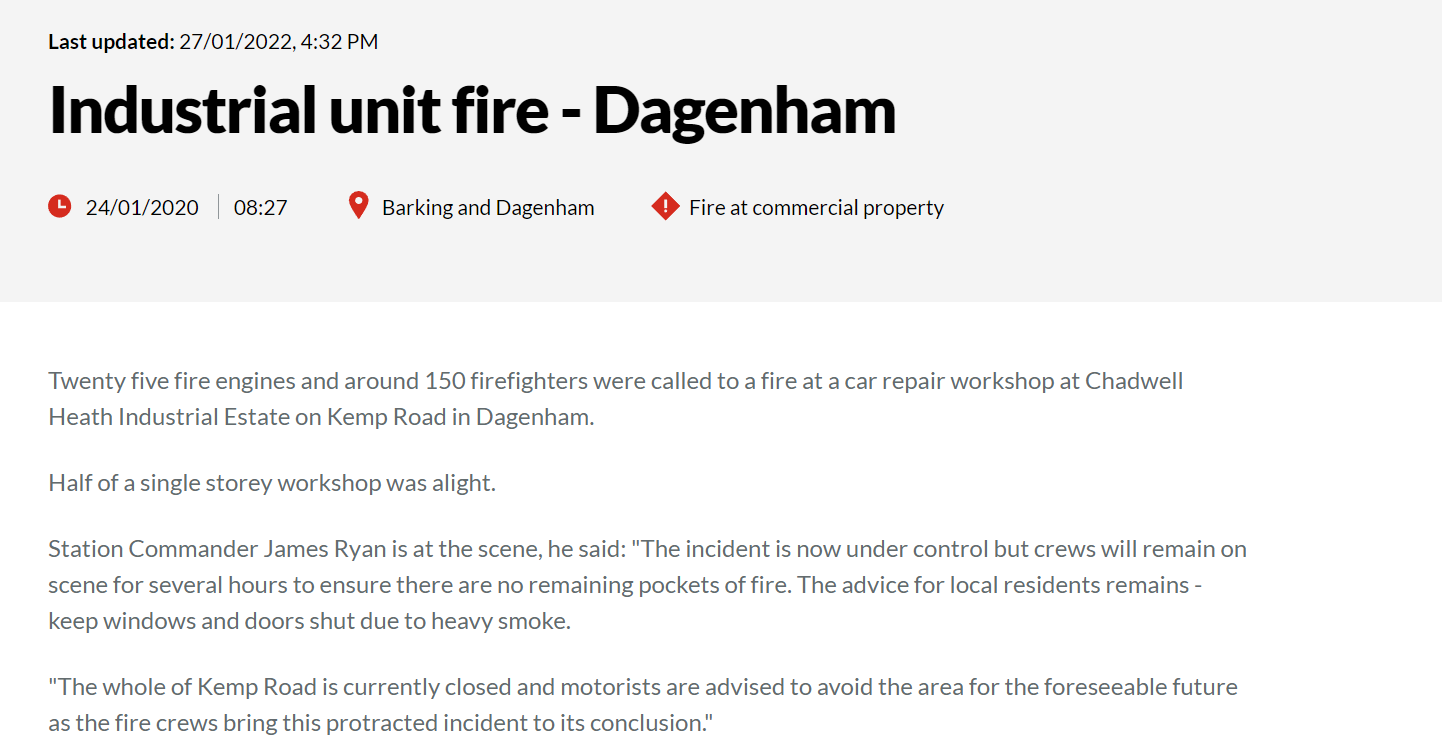 Last updated: 27/01/2022, 4:32 PM
Industrial unit fire - Dagenham
24/01/2020 | 08:27 Barking and Dagenham Fire at commercial property
Twenty five fire engines and around 150 firefighters were called to a fire at a car repair workshop at Chadwell
Heath Industrial Estate on Kemp Road in Dagenham.
Half of a single storey workshop was alight.
Station Commander James Ryan is at the scene, he said: "The incident is now under control but crews will remain on
scene for several hours to ensure there are no remaining pockets of fire. The advice for local residents remains -
keep windows and doors shut due to heavy smoke.
"The whole of Kemp Road is currently closed and motorists are advised to avoid the area for the foreseeable future
as the fire crews bring this protracted incident to its conclusion."